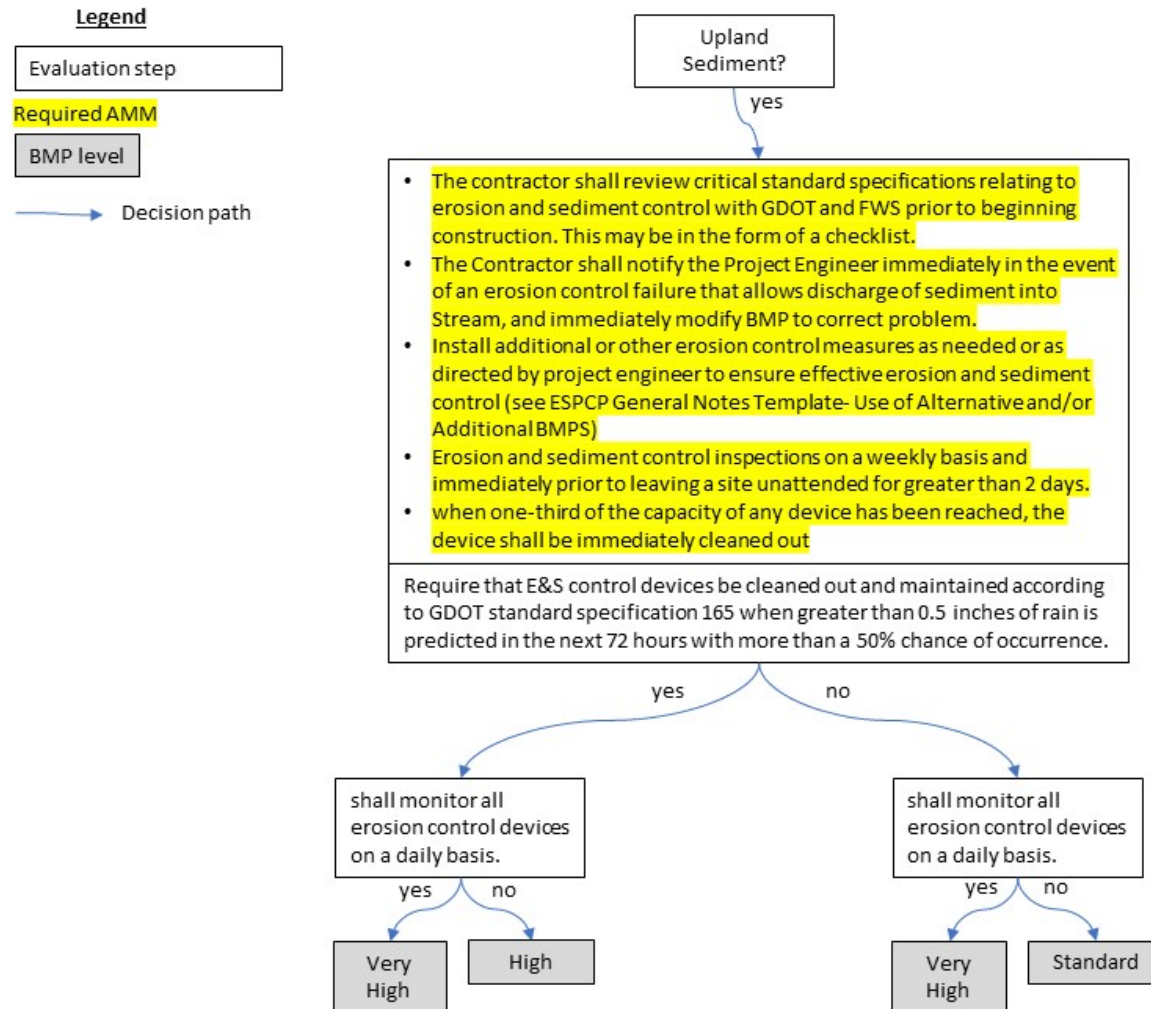 Legend
Evaluation step
Required AMM
BMP level
Decision path
Upland
Sediment?
yes
• The contractor shall review critical standard specifications relating to
erosion and sediment control with GDOT and FWS prior to beginning
construction. This may be in the form of a checklist.
• The Contractor shall notify the Project Engineer immediately in the event
of an erosion control failure that allows discharge of sediment into
Stream, and immediately modify BMP to correct problem.
• Install additional or other erosion control measures as needed or as
directed by project engineer to ensure effective erosion and sediment
control (see ESPCP General Notes Template- Use of Alternative and/or
Additional BMPS)
• Erosion and sediment control inspections on a weekly basis and
immediately prior to leaving a site unattended for greater than 2 days.
• when one-third of the capacity of any device has been reached, the
device shall be immediately cleaned out
Require that E&S control devices be cleaned out and maintained according
to GDOT standard specification 165 when greater than 0.5 inches of rain is
predicted in the next 72 hours with more than a 50% chance of occurrence.
yes
no
shall monitor all
erosion control devices
on a daily basis.
yes
no
Very
High
High
shall monitor all
erosion control devices
on a daily basis.
yes
no
Very
High
Standard